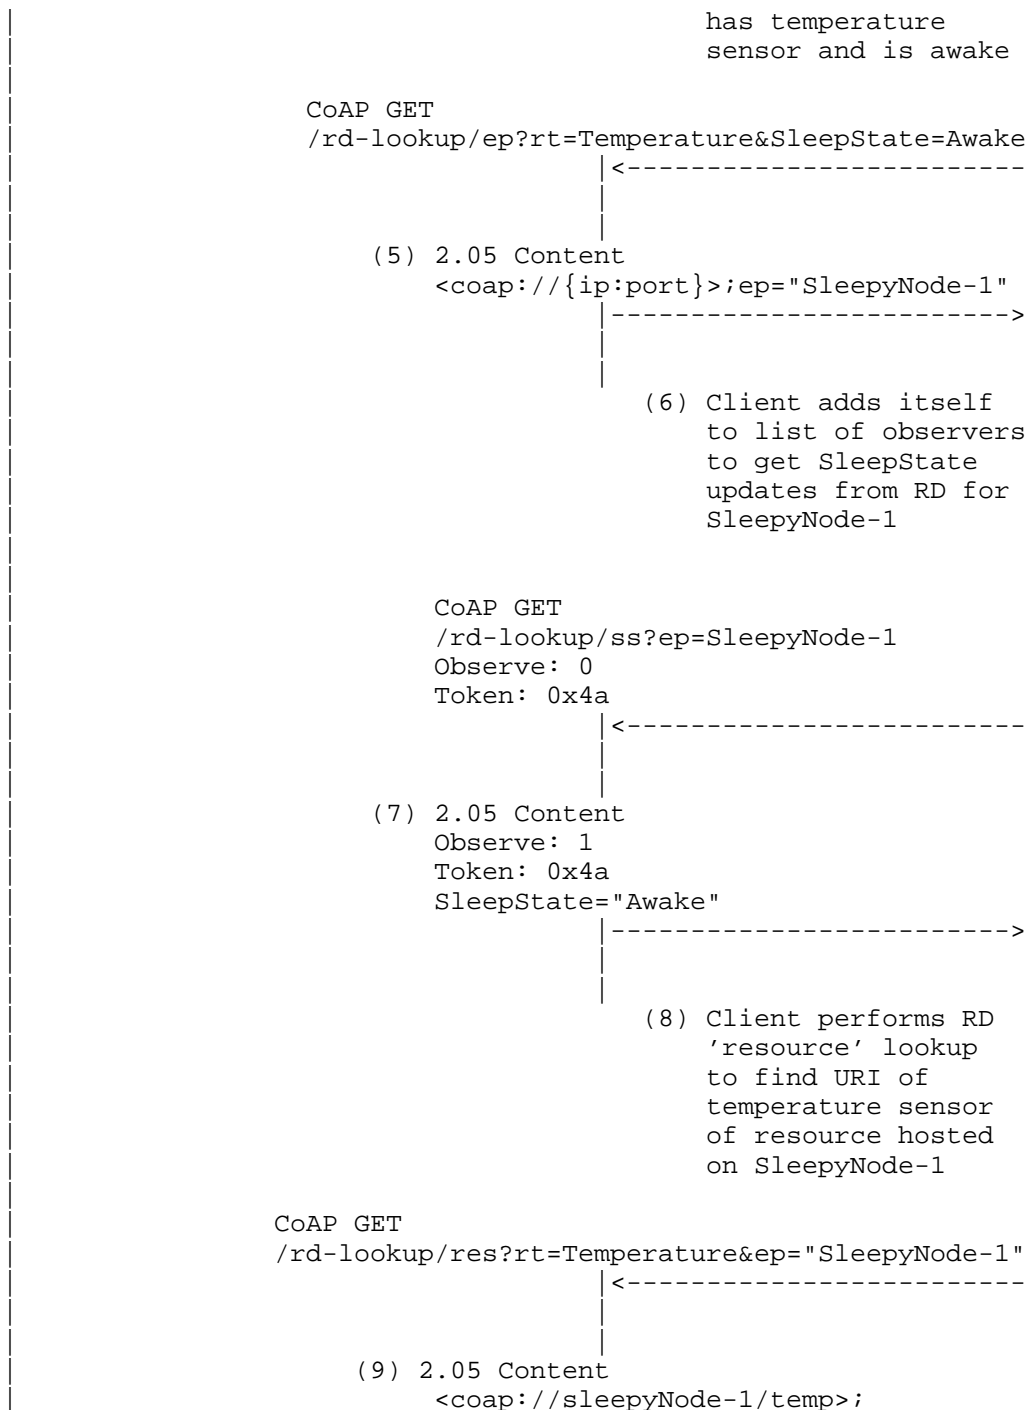 has temperature
sensor and is awake
CoAP GET
/rd-lookup/ep?rt=Temperature&SleepState=Awake
|<-------------------------
(5) 2.05 Content
<coap://{ip:port}>;ep="SleepyNode-1"
|------------------------->
(6) Client adds itself
to list of observers
to get SleepState
updates from RD for
SleepyNode-1
CoAP GET
/rd-lookup/ss?ep=SleepyNode-1
Observe: 0
Token: 0x4a
|<-------------------------
(7) 2.05 Content
Observe: 1
Token: 0x4a
SleepState="Awake"
|------------------------->
(8) Client performs RD
’resource’ lookup
to find URI of
temperature sensor
of resource hosted
on SleepyNode-1
CoAP GET
/rd-lookup/res?rt=Temperature&ep="SleepyNode-1"
|<-------------------------
(9) 2.05 Content
<coap://sleepyNode-1/temp>;